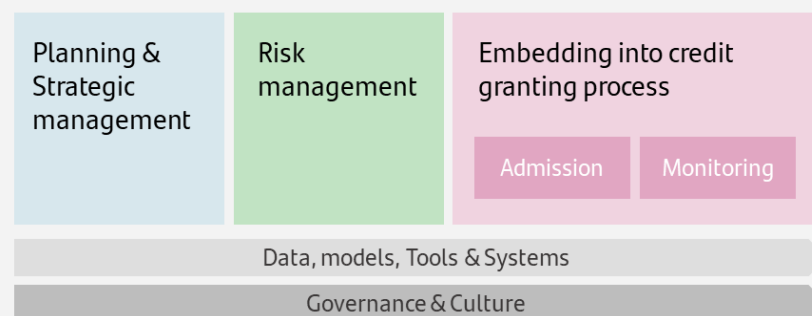 Planning &
Strategic
management
Risk
management
Embedding into credit
granting process
Admission
Monitoring
Data, models, Tools & Systems
Governance & Culture